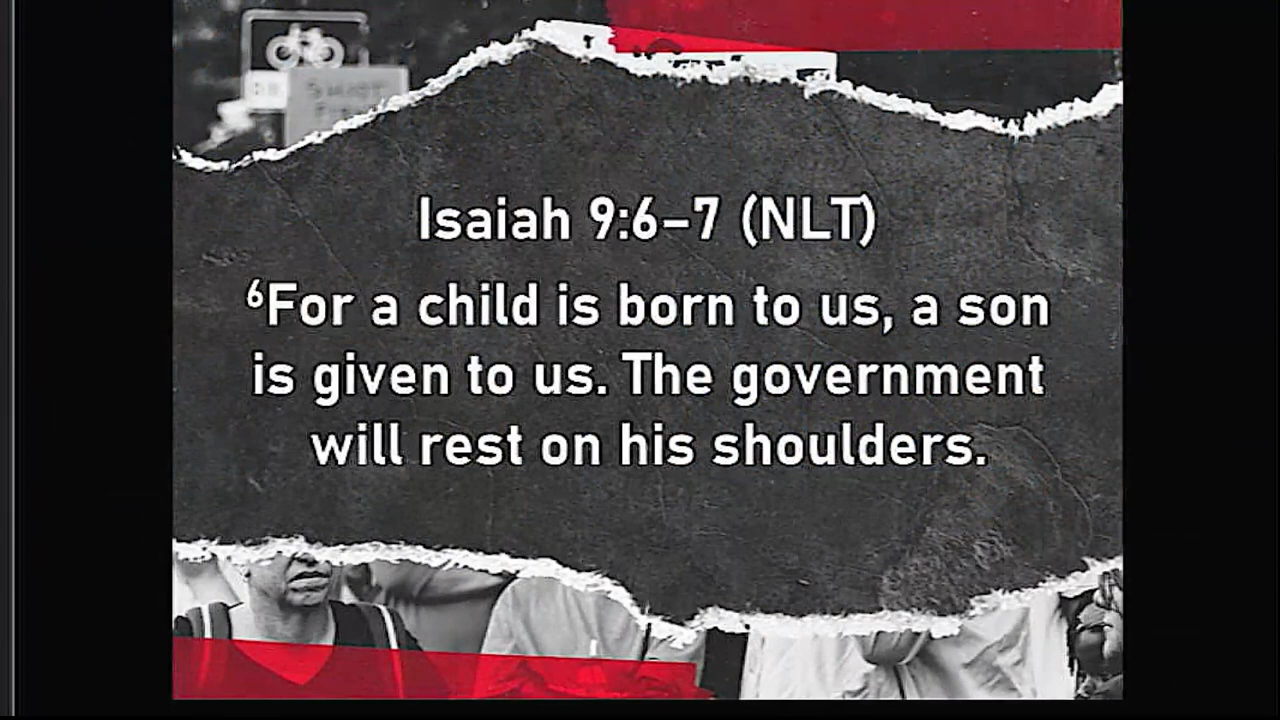 Isaiah 9:6–7 (NLT)
⁶For a child is born to us, a son
is given to us. The government
will rest on his shoulders.